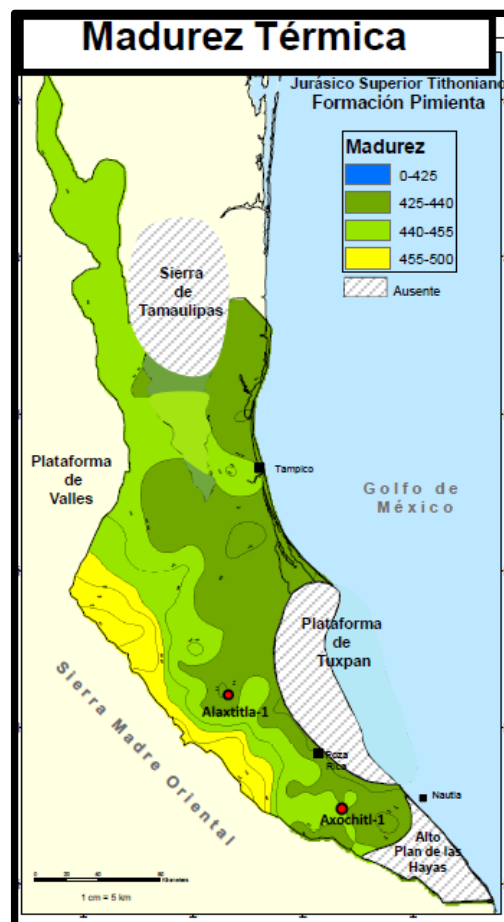 Madurez Térmica
Jurásico Superior Tithoniano
Formación Pimienta
Madurez
0-425
425-440
440-455
455-500
Ausente
Sierra
de
Tamaulipas
Plataforma
de
Valles
Tampico
Golfo de
México
Plataforma
de
Tuxpan
Alaxtitla-1
Poza
Rica
Nautla
Axochitl-1
Sierra Madre Oriental
Alto
Plan de las
Hayas
1 cm = 5 km